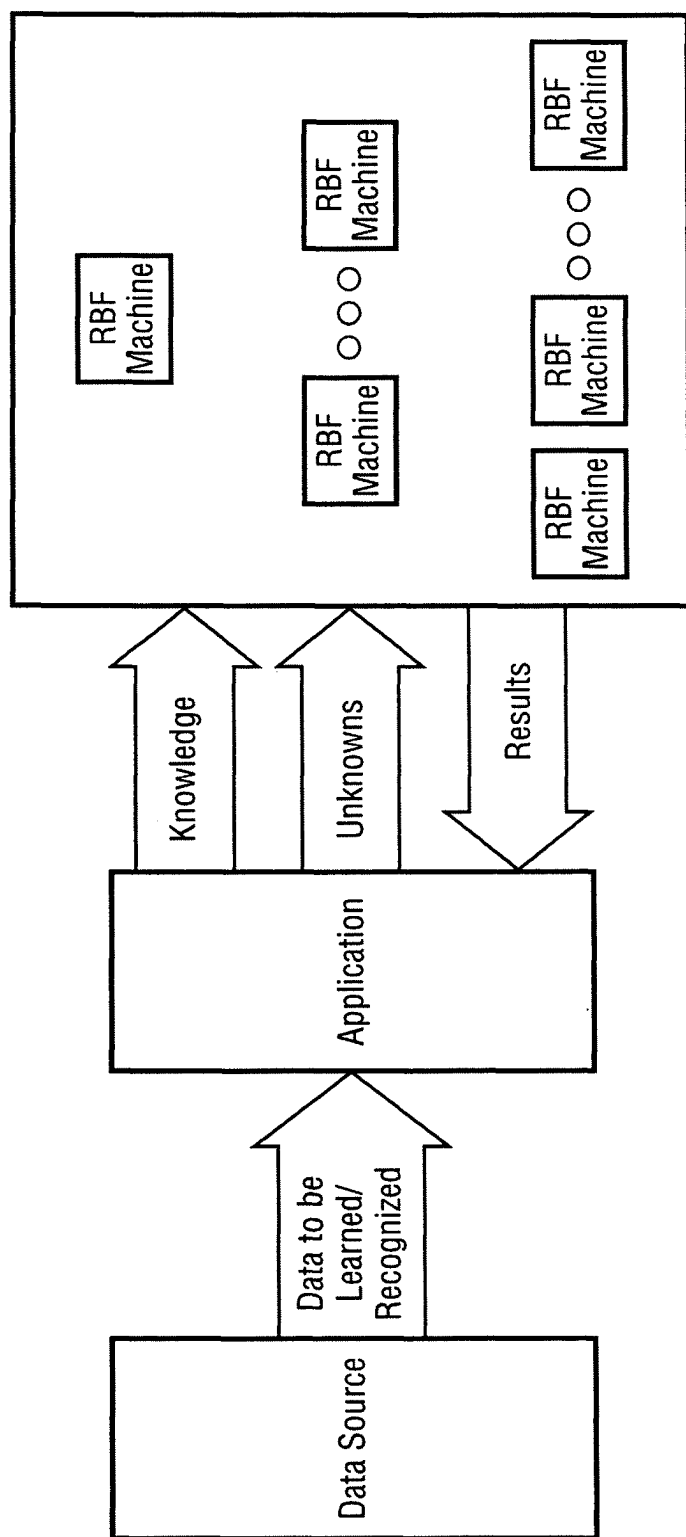 Data Source
Data to be
Learned/
Recognized
Application
Knowledge
Unknowns
Results
RBF
Machine
RBF
Machine
RBF
Machine
RBF
Machine
RBF
Machine
RBF
Machine